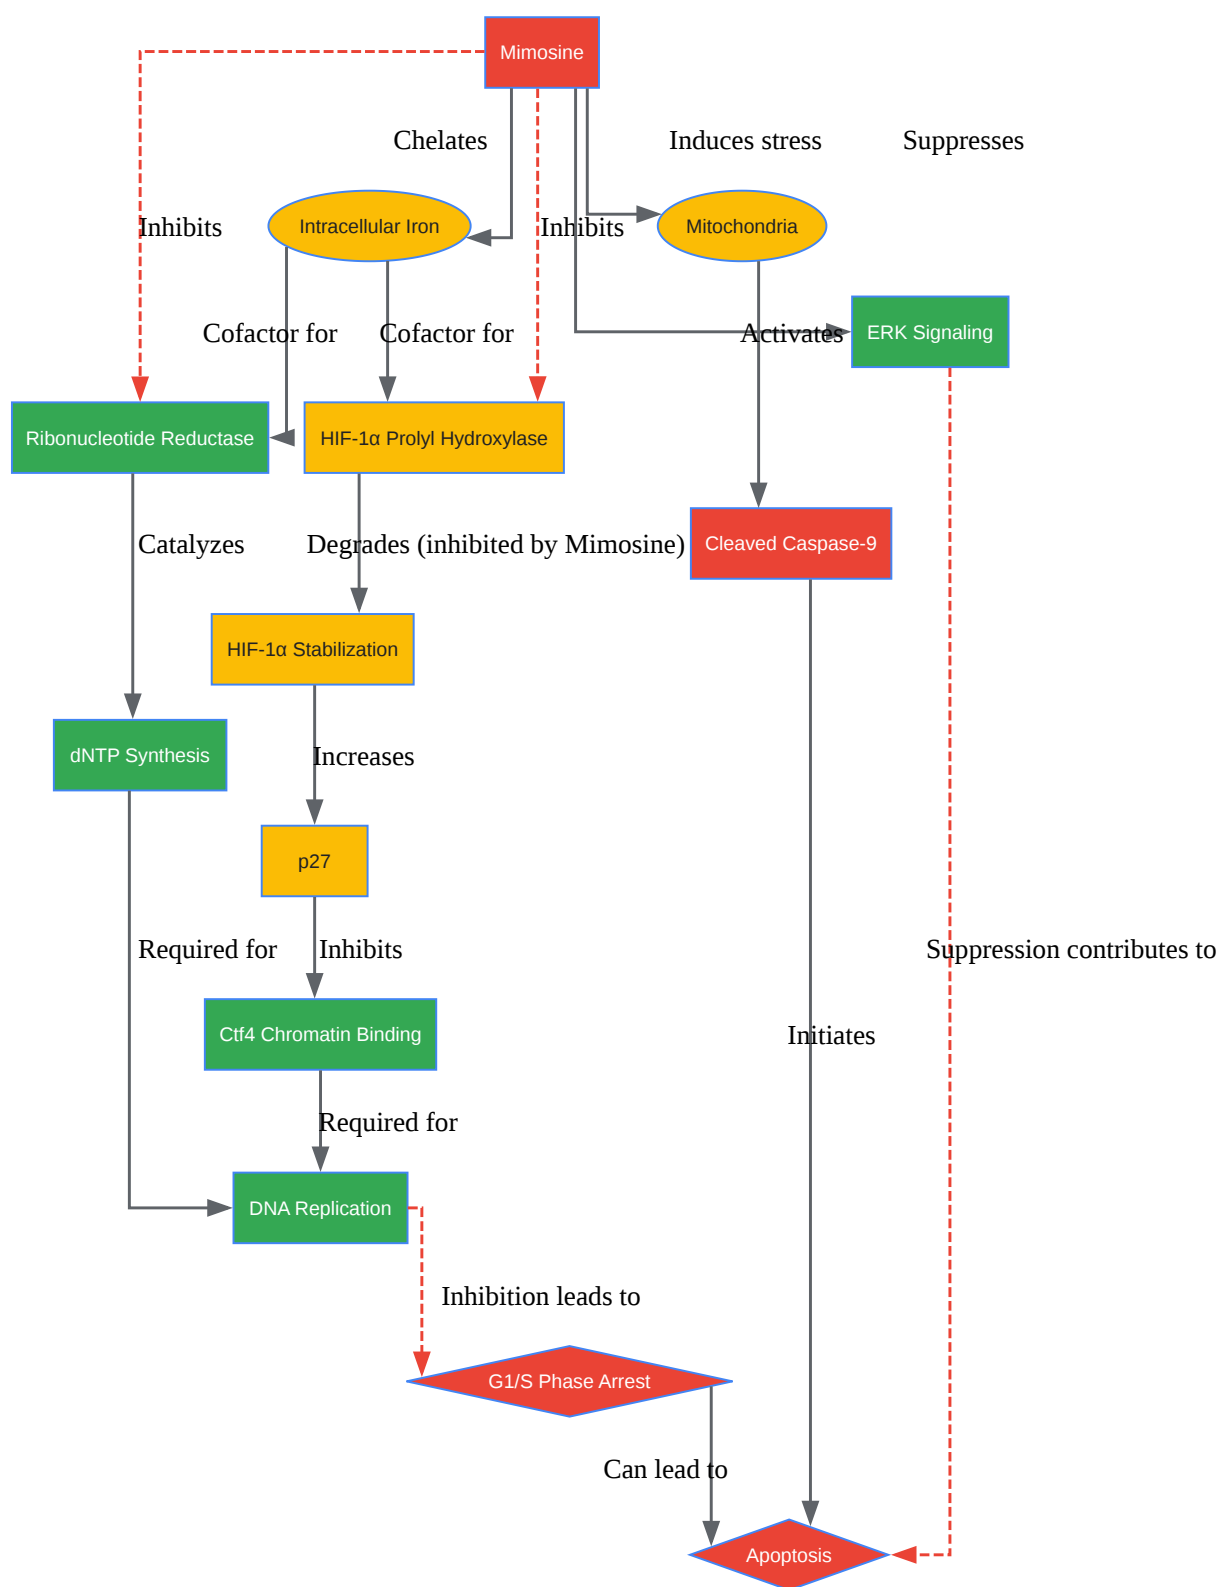 Mimosine
Chelates
Induces stress
Suppresses
Inhibits
Intracellular Iron
Inhibits
Mitochondria
Cofactor for
Cofactor for
Activates
ERK Signaling
Ribonucleotide Reductase
HIF-1α Prolyl Hydroxylase
Catalyzes
Degrades (inhibited by Mimosine)
Cleaved Caspase-9
HIF-1α Stabilization
dNTP Synthesis
Increases
p27
Required for
Inhibits
Suppression contributes to
Ctf4 Chromatin Binding
Initiates
Required for
DNA Replication
Inhibition leads to
G1/S Phase Arrest
Can lead to
Apoptosis